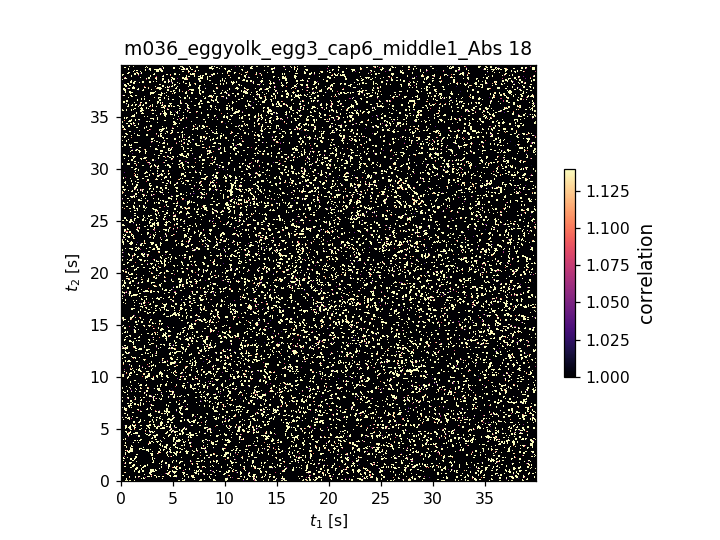 m036_eggyolk_egg3_cap6_middle1_Abs 18
35
30
25
20
15
10
5
0
t₂ [s]
0 5 10 15 20 25 30 35
t₁ [s]
1.125
1.100
1.075
1.050
1.025
1.000
correlation